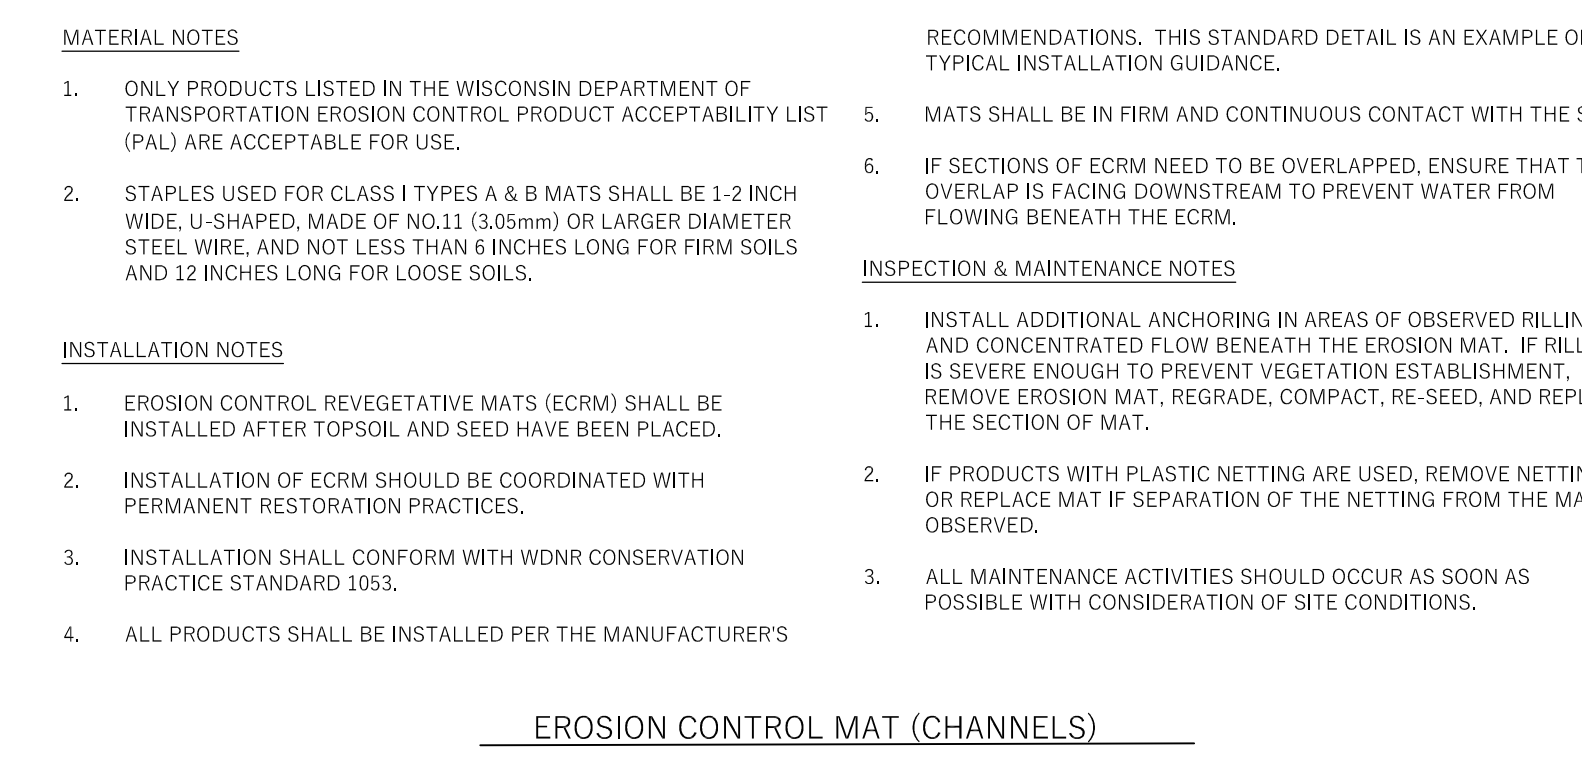 MATERIAL NOTES
1. ONLY PRODUCTS LISTED IN THE WISCONSIN DEPARTMENT OF
TRANSPORTATION EROSION CONTROL PRODUCT ACCEPTABILITY LIST
(PAL) ARE ACCEPTABLE FOR USE.
2. STAPLES USED FOR CLASS I TYPES A & B MATS SHALL BE 1-2 INCH
WIDE, U-SHAPED, MADE OF NO.11 (3.05mm) OR LARGER DIAMETER
STEEL WIRE, AND NOT LESS THAN 6 INCHES LONG FOR FIRM SOILS
AND 12 INCHES LONG FOR LOOSE SOILS.
INSTALLATION NOTES
1. EROSION CONTROL REVEGETATIVE MATS (ECRM) SHALL BE
INSTALLED AFTER TOPSOIL AND SEED HAVE BEEN PLACED.
2. INSTALLATION OF ECRM SHOULD BE COORDINATED WITH
PERMANENT RESTORATION PRACTICES.
3. INSTALLATION SHALL CONFORM WITH WDNR CONSERVATION
PRACTICE STANDARD 1053.
4. ALL PRODUCTS SHALL BE INSTALLED PER THE MANUFACTURER'S
RECOMMENDATIONS. THIS STANDARD DETAIL IS AN EXAMPLE
TYPICAL INSTALLATION GUIDANCE.
5. MATS SHALL BE IN FIRM AND CONTINUOUS CONTACT WITH THE
6. IF SECTIONS OF ECRM NEED TO BE OVERLAPPED, ENSURE THAT
OVERLAP IS FACING DOWNSTREAM TO PREVENT WATER FROM
FLOWING BENEATH THE ECRM.
INSPECTION & MAINTENANCE NOTES
1. INSTALL ADDITIONAL ANCHORING IN AREAS OF OBSERVED
AND CONCENTRATED FLOW BENEATH THE EROSION MAT. IF
IS SEVERE ENOUGH TO PREVENT VEGETATION ESTABLISHMENT,
REMOVE EROSION MAT, REGRADE, COMPACT, RE-SEED, AND
THE SECTION OF MAT.
2. IF PRODUCTS WITH PLASTIC NETTING ARE USED, REMOVE
OR REPLACE MAT IF SEPARATION OF THE NETTING FROM THE
OBSERVED.
3. ALL MAINTENANCE ACTIVITIES SHOULD OCCUR AS SOON AS
POSSIBLE WITH CONSIDERATION OF SITE CONDITIONS.
EROSION CONTROL MAT (CHANNELS)